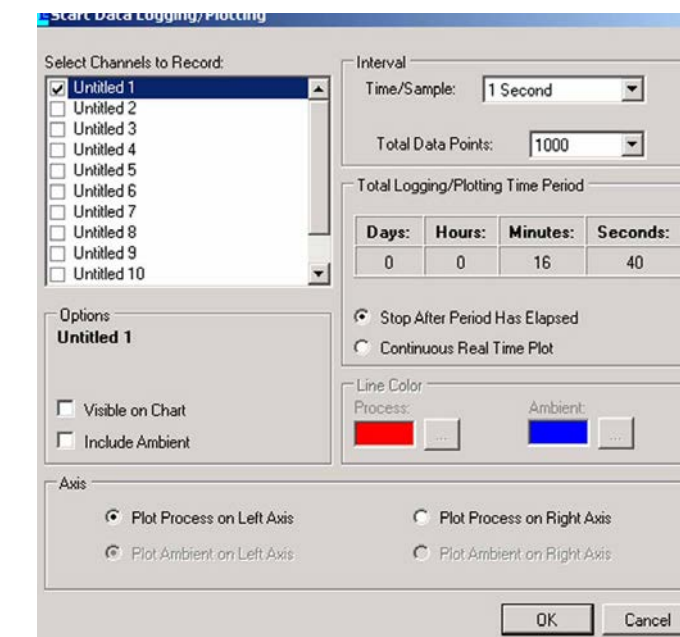 Start Data Logging/Plotting
Select Channels to Record:
Untitled 1
Untitled 2
Untitled 3
Untitled 4
Untitled 5
Untitled 6
Untitled 7
Untitled 8
Untitled 9
Untitled 10
Interval
Time/Sample: 1 Second
Total Data Points: 1000
Total Logging/Plotting Time Period
Days: Hours: Minutes: Seconds:
0 0 16 40
Stop After Period Has Elapsed
Continuous Real Time Plot
Options
Untitled 1
Visible on Chart
Include Ambient
Line Color
Process: Ambient:
... ...
Axis
Plot Process on Left Axis Plot Process on Right Axis
Plot Ambient on Left Axis Plot Ambient on Right Axis
OK Cancel